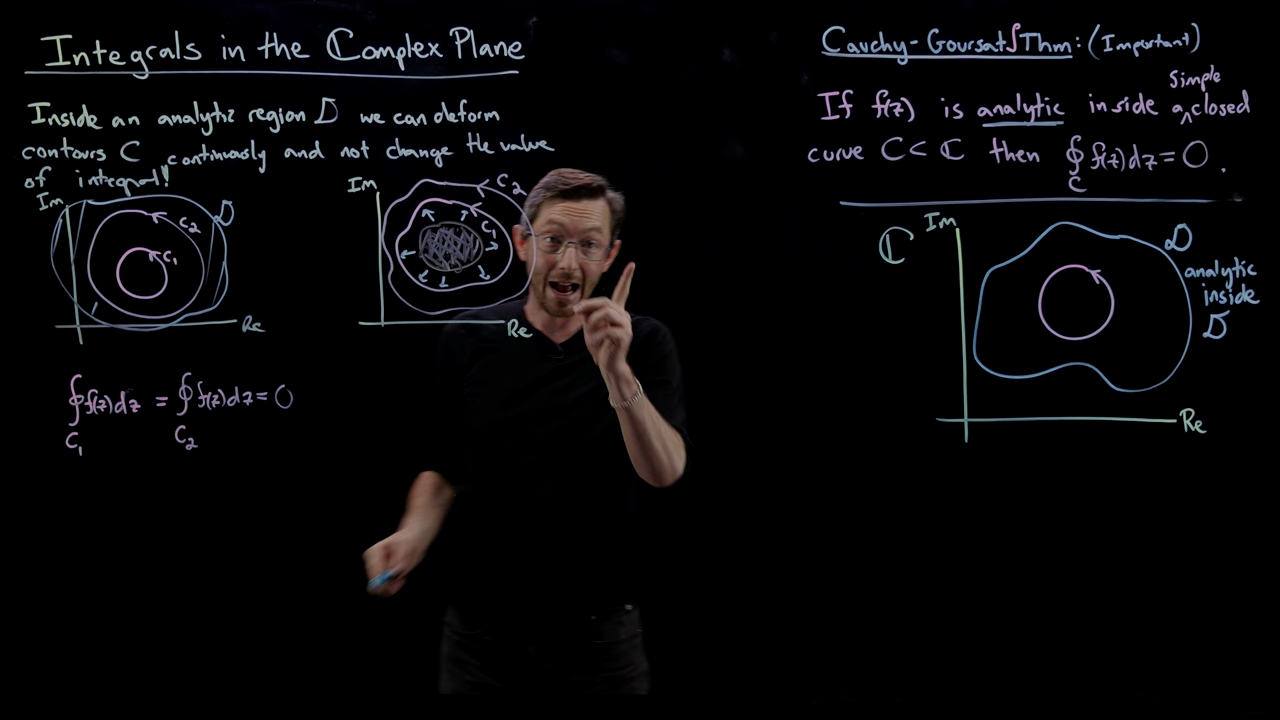 Integrals in the Complex Plane
Inside an analytic region D we can deform
contours C continuously and not change the value
of integral!
Im
D
C₂
C₁
Re
Im
C₂
C₁
Re
∮f(z)dz = ∮f(z)dz = 0
C₁ C₂
Cauchy-Goursat ∫ Thm: (Important)
Simple
If f(z) is analytic inside a ^ closed
curve C < ℂ then ∮ f(z)dz = 0.
C
ℂ
Im
D
analytic
inside
D
Re